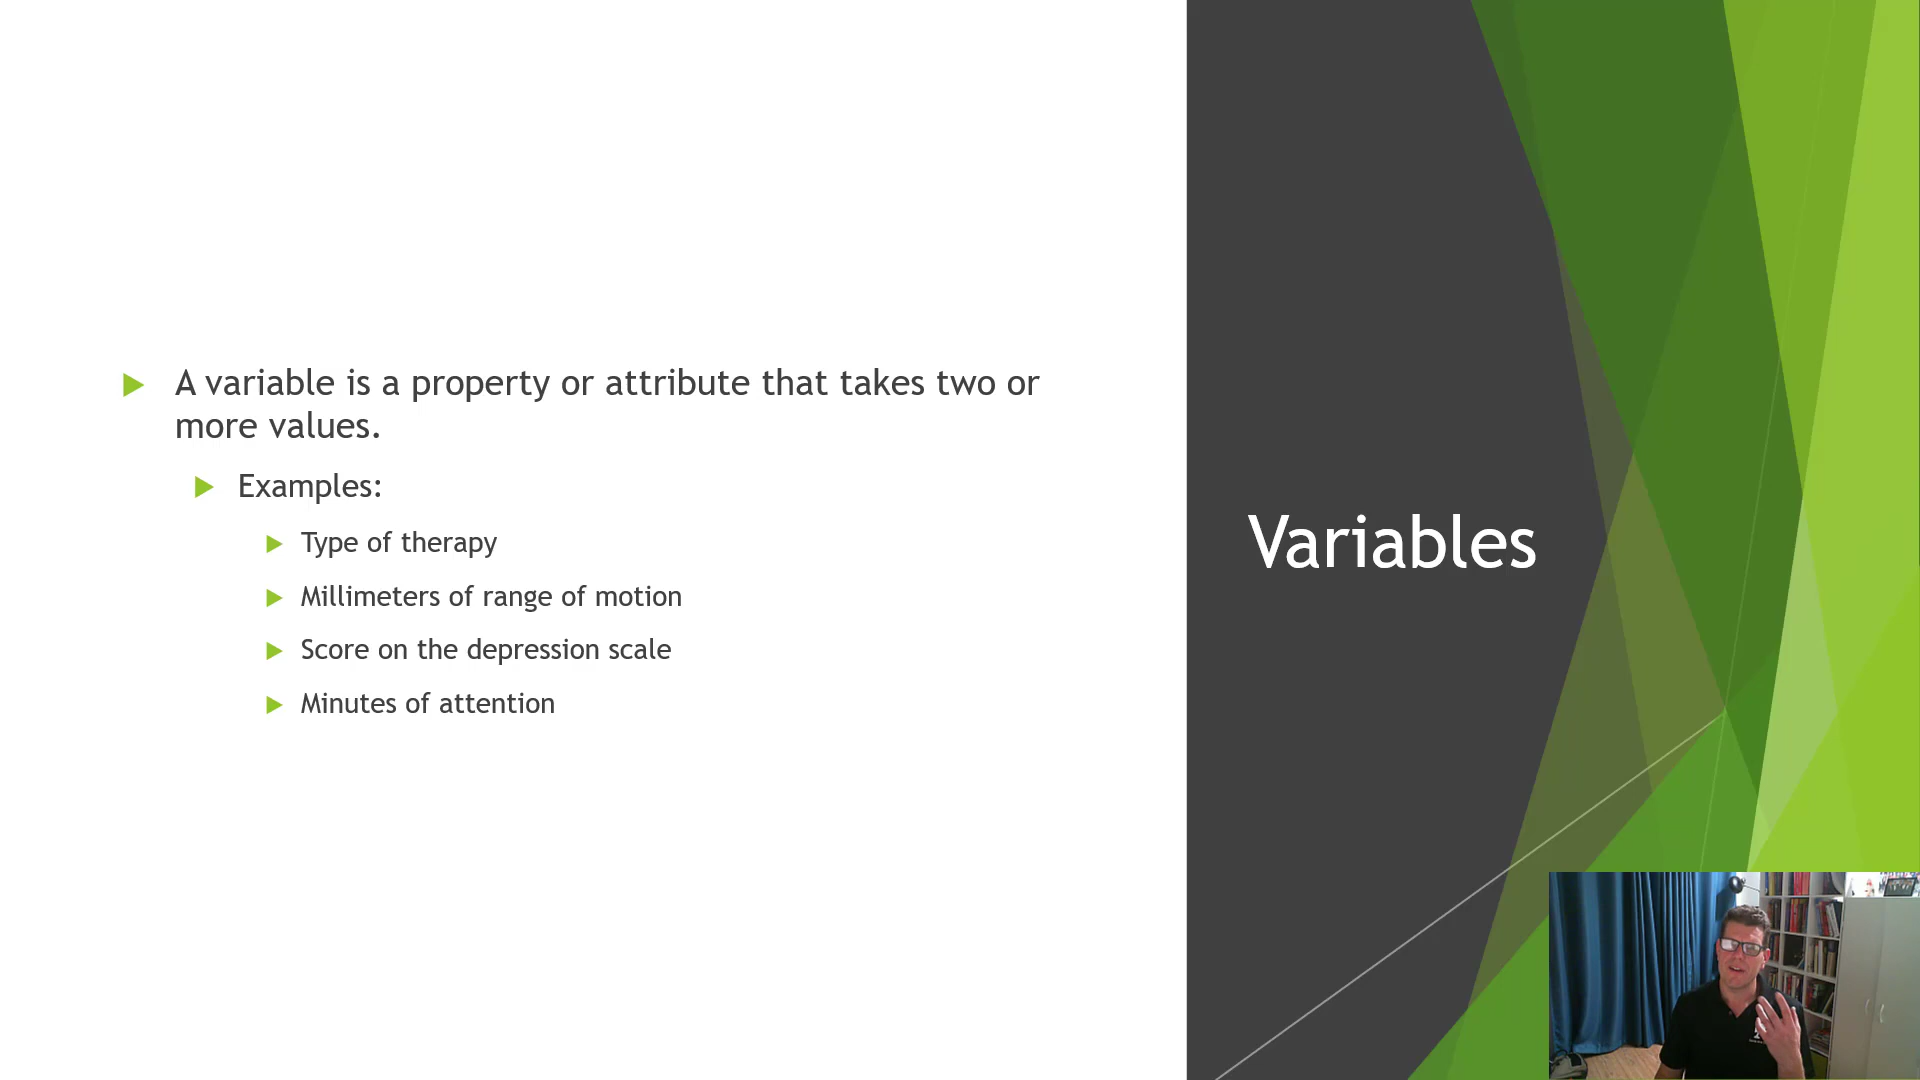 A variable is a property or attribute that takes two or
more values.
Examples:
Type of therapy
Millimeters of range of motion
Score on the depression scale
Minutes of attention
Variables